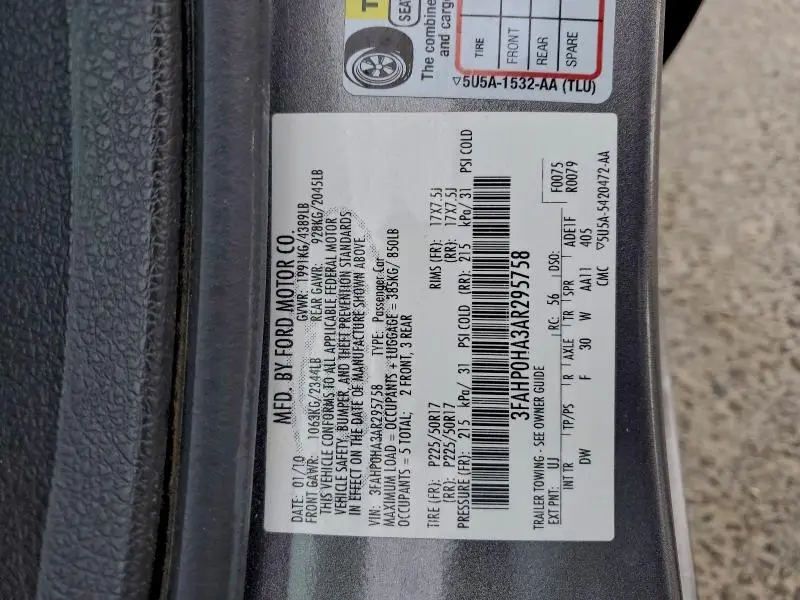 T
SEAT
The combine
and cargo
TIRE
FRONT
REAR
SPARE
▽5U5A-1532-AA (TLU)
MFD. BY FORD MOTOR CO.
DATE: 01/10 GVWR: 1991KG/4389LB
FRONT GAWR: 1063KG/2344LB REAR GAWR: 928KG/2045LB
THIS VEHICLE CONFORMS TO ALL APPLICABLE FEDERAL MOTOR
VEHICLE SAFETY, BUMPER, AND THEFT PREVENTION STANDARDS
IN EFFECT ON THE DATE OF MANUFACTURE SHOWN ABOVE.
VIN: 3FAHP0HA3AR295758 TYPE: Passenger Car
MAXIMUM LOAD = OCCUPANTS + LUGGAGE = 385KG/ 850LB
OCCUPANTS = 5 TOTAL; 2 FRONT, 3 REAR
TIRE (FR): P225/50R17 RIMS (FR): 17X7.5J
(RR): P225/50R17 (RR): 17X7.5J
PRESSURE (FR): 215 kPa/ 31 PSI COLD (RR): 215 kPa/ 31 PSI COLD
3FAHP0HA3AR295758
TRAILER TOWING - SEE OWNER GUIDE
F0075
R0079
EXT PNT: UJ RC: 56 DSO:
INT TR TP/PS R AXLE TR SPR ADE1F
DW F 30 W AA11 405
CMC ▽5U5A-5420472-AA